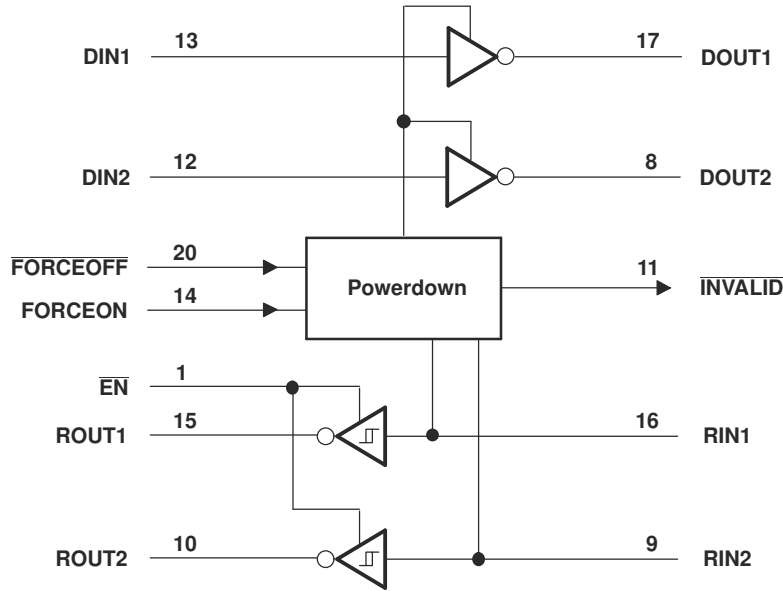 DIN1 13 17 DOUT1
DIN2 12 8 DOUT2
FORCEOFF 20
Powerdown
11 INVALID
FORCEON 14
EN 1
ROUT1 15 16 RIN1
ROUT2 10 9 RIN2